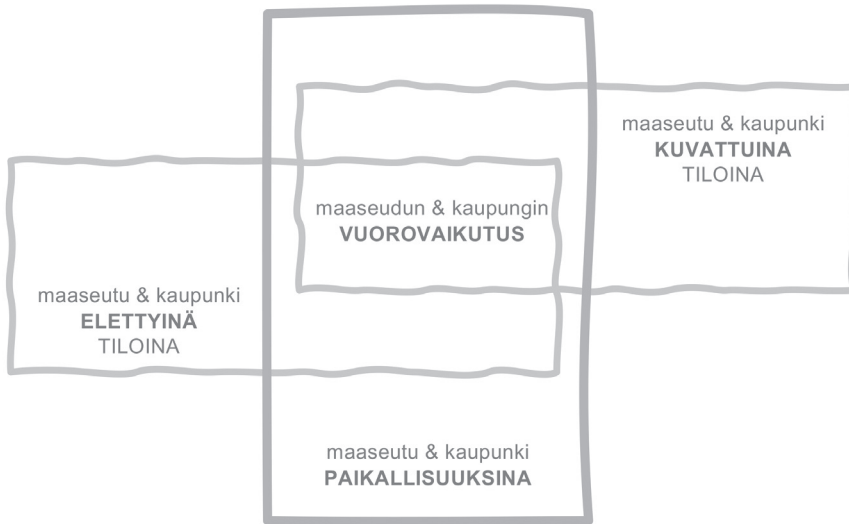 maaseutu & kaupunki
KUVATTUINA
TILOINA
maaseudun & kaupungin
VUOROVAIKUTUS
maaseutu & kaupunki
ELETTYINÄ
TILOINA
maaseutu & kaupunki
PAIKALLISUUKSINA